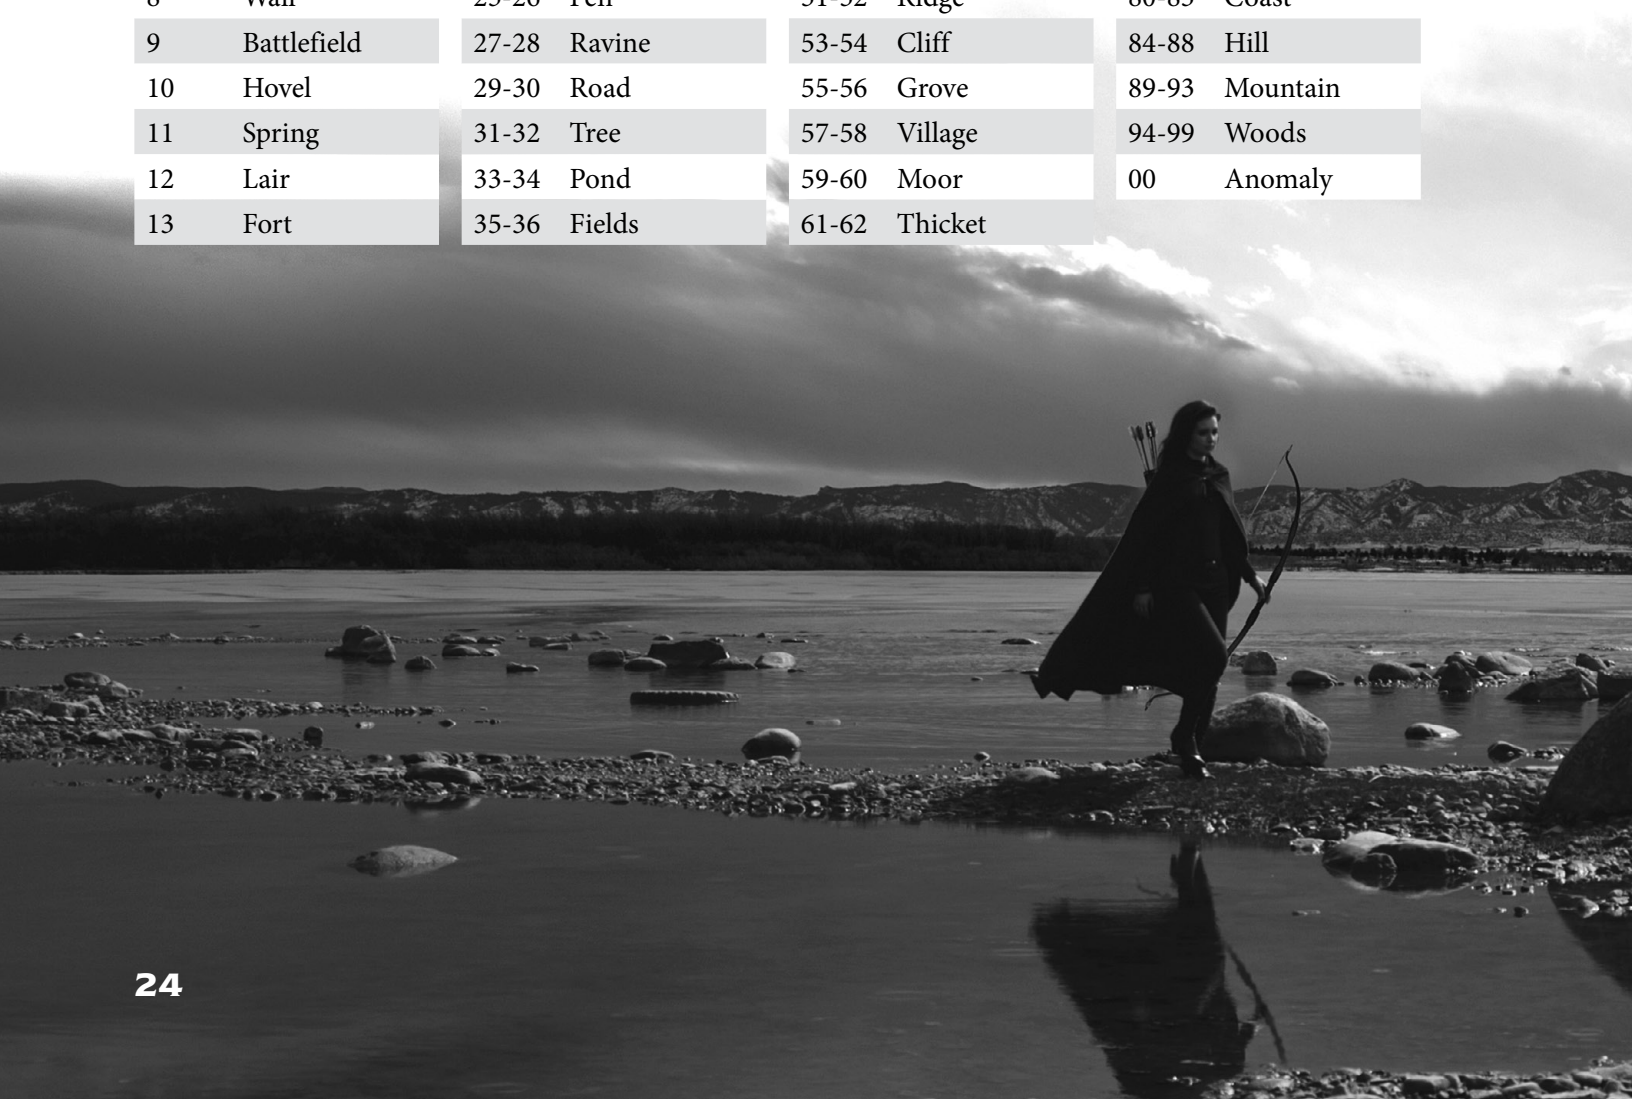 9 Battlefield 27-28 Ravine 53-54 Cliff 84-88 Hill
10 Hovel 29-30 Road 55-56 Grove 89-93 Mountain
11 Spring 31-32 Tree 57-58 Village 94-99 Woods
12 Lair 33-34 Pond 59-60 Moor 00 Anomaly
13 Fort 35-36 Fields 61-62 Thicket
24